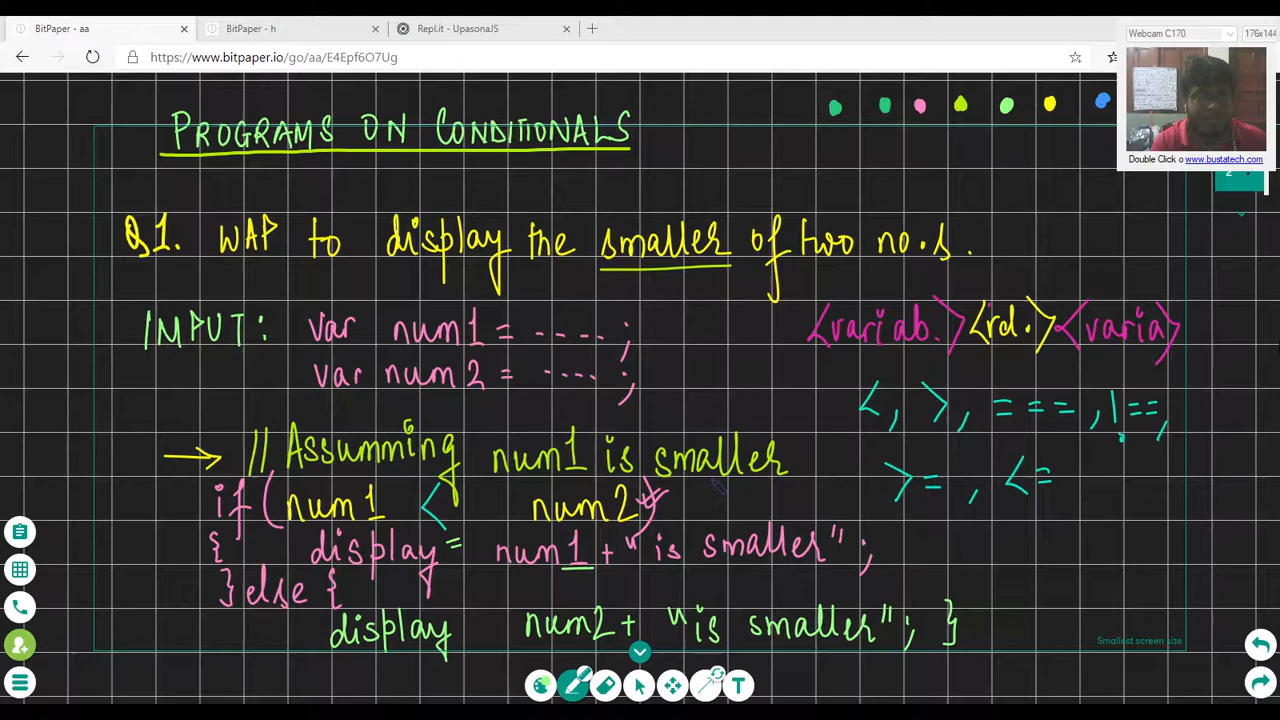 BitPaper - aa
BitPaper - h
Repl.it - UpasonaJS
https://www.bitpaper.io/go/aa/E4Epf6O7Ug
Webcam C170
176x144
Double Click o www.bustatech.com
2
PROGRAMS ON CONDITIONALS
Q1. WAP to display the smaller of two no.s.
INPUT: var num1 = ----- ;
var num2 = ---- ;
<variab.> <rd.> <varia>
<, >, = = =, !==,
>= , <=
→ // Assumming num1 is smaller
if ( num1 < num2 )
{ display = num1 + "is smaller" ;
} else {
display num2 + "is smaller" ; }
Smallest screen size
T